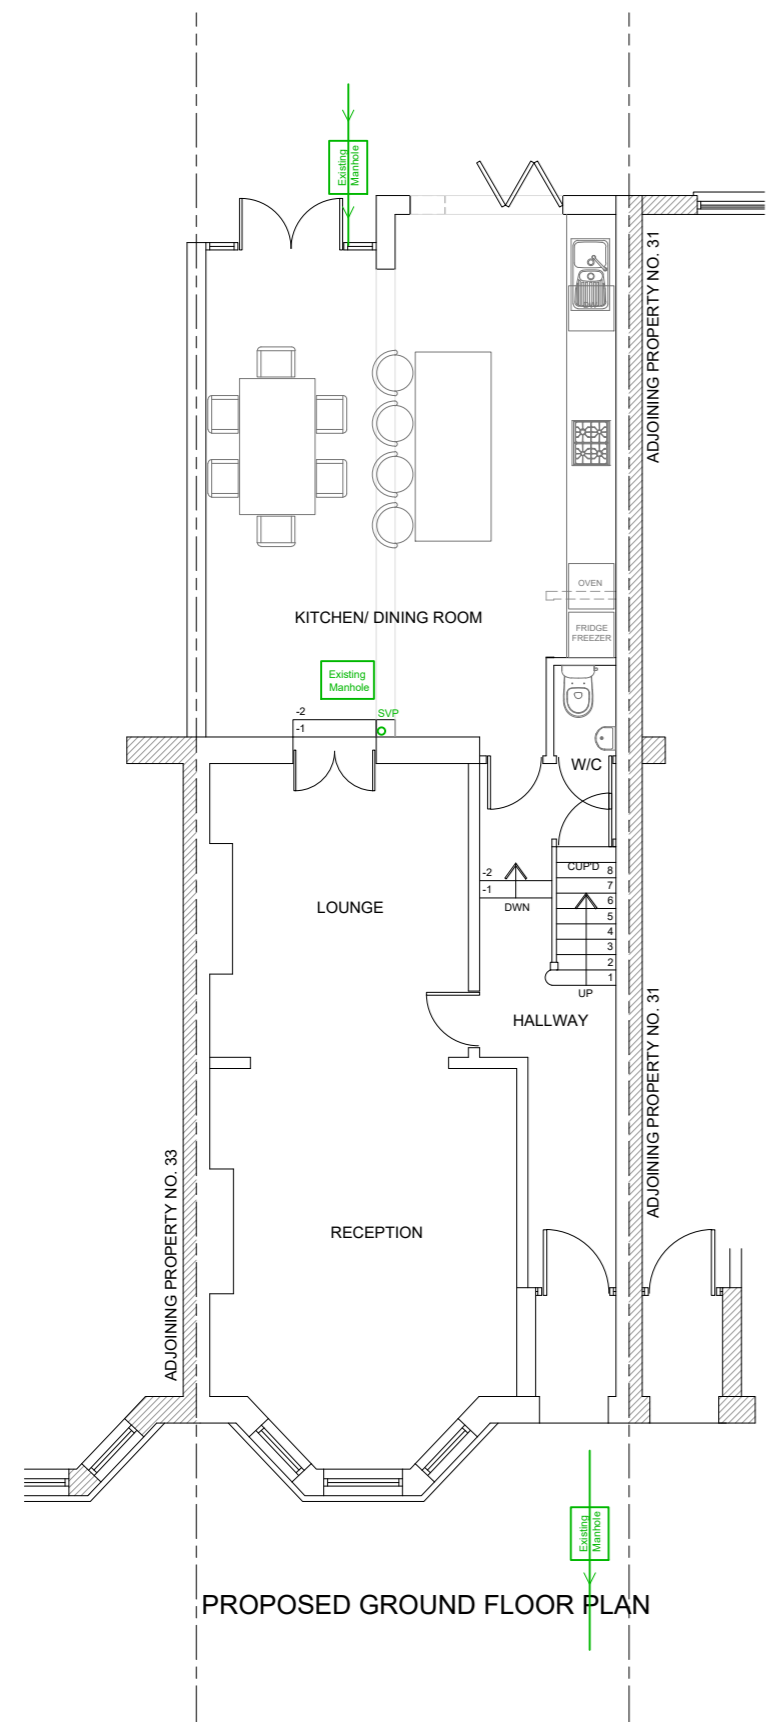 Existing
Manhole
ADJOINING PROPERTY NO. 31
OVEN
KITCHEN/ DINING ROOM
FRIDGE
FREEZER
Existing
Manhole
-2
SVP
-1
W/C
CUP'D
8
-2
7
-1
6
DWN
LOUNGE
5
4
3
2
1
UP
HALLWAY
ADJOINING PROPERTY NO. 31
ADJOINING PROPERTY NO. 33
RECEPTION
Existing
Manhole
PROPOSED GROUND FLOOR PLAN